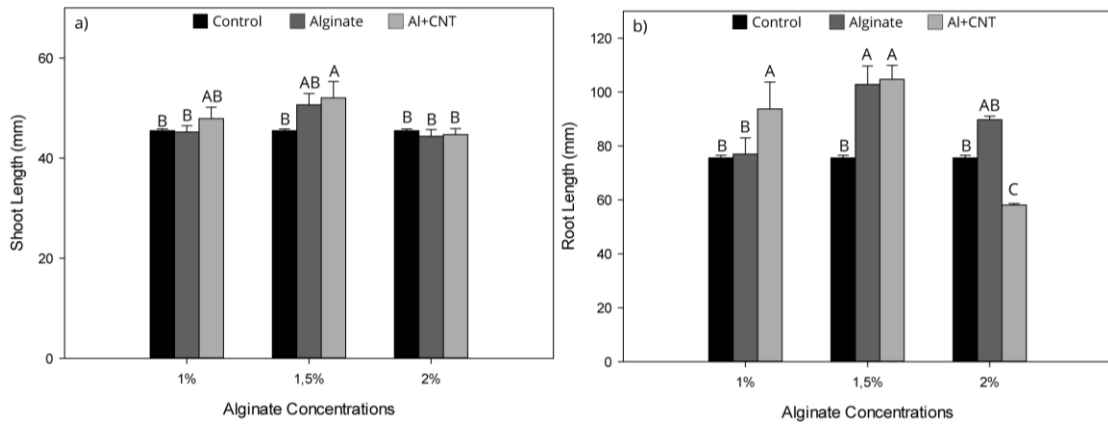 a)
Control Alginate Al+CNT
Shoot Length (mm)
60
40
20
0
B B AB
B AB A
B B B
1% 1,5% 2%
Alginate Concentrations
b)
Control Alginate Al+CNT
Root Length (mm)
120
100
80
60
40
20
0
B B A
B A A
B AB C
1% 1,5% 2%
Alginate Concentrations